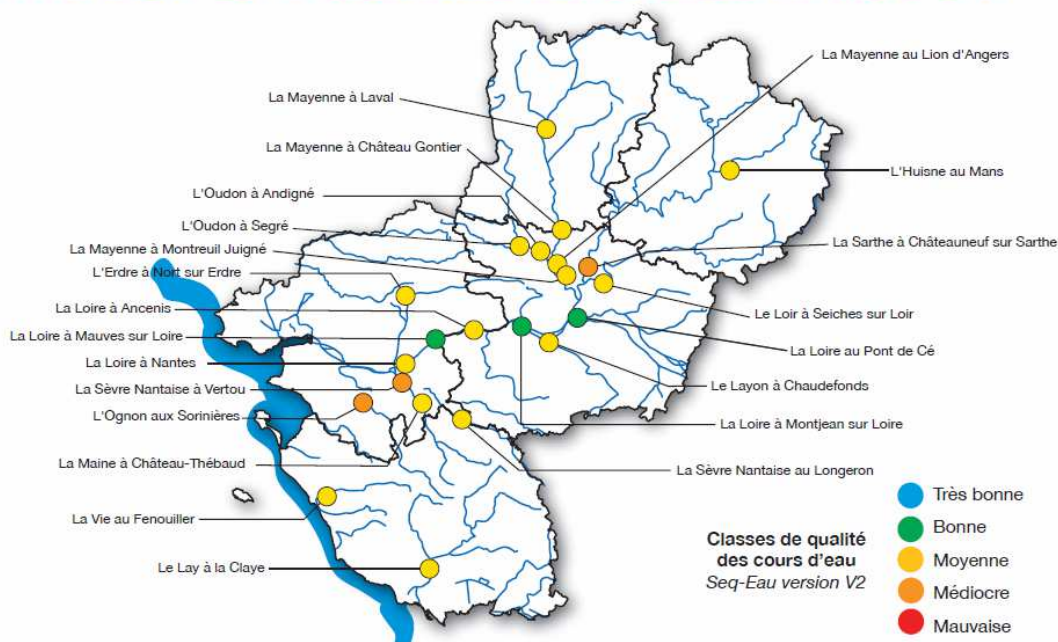 La Mayenne au Lion d'Angers
La Mayenne à Laval
La Mayenne à Château Gontier
L'Huisne au Mans
L'Oudon à Andigné
L'Oudon à Segré
La Mayenne à Montreuil Juigné
La Sarthe à Châteauneuf sur Sarthe
L'Erdre à Nort sur Erdre
La Loire à Ancenis
Le Loir à Seiches sur Loir
La Loire à Mauves sur Loire
La Loire au Pont de Cé
La Loire à Nantes
La Sèvre Nantaise à Vertou
Le Layon à Chaudefonds
L'Ognon aux Sorinières
La Loire à Montjean sur Loire
La Maine à Château-Thébaud
La Sèvre Nantaise au Longeron
La Vie au Fenouiller
Le Lay à la Claye
Classes de qualité
des cours d'eau
Seq-Eau version V2
Très bonne
Bonne
Moyenne
Médiocre
Mauvaise